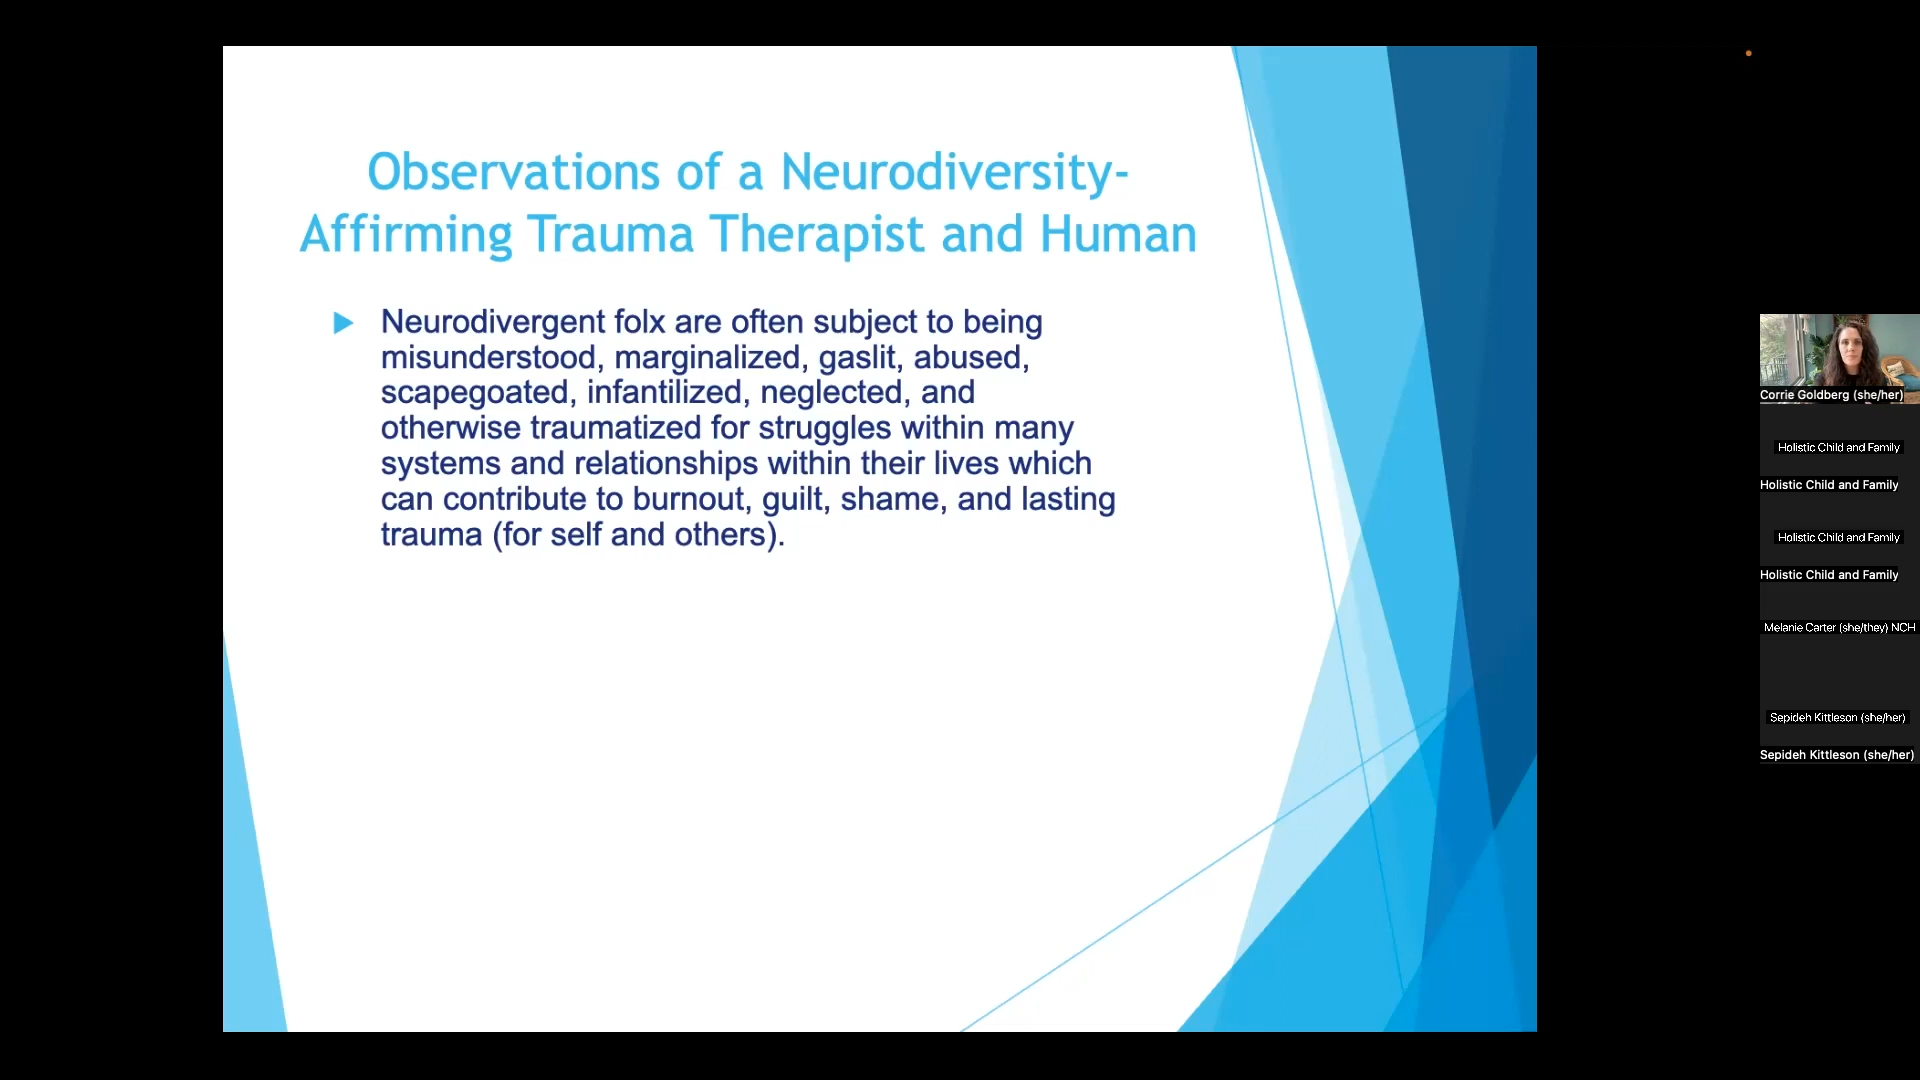 Observations of a Neurodiversity-
Affirming Trauma Therapist and Human
Neurodivergent folx are often subject to being
misunderstood, marginalized, gaslit, abused,
scapegoated, infantilized, neglected, and
otherwise traumatized for struggles within many
systems and relationships within their lives which
can contribute to burnout, guilt, shame, and lasting
trauma (for self and others).
Corrie Goldberg (she/her)
Holistic Child and Family
Holistic Child and Family
Holistic Child and Family
Holistic Child and Family
Melanie Carter (she/they) NCH
Sepideh Kittleson (she/her)
Sepideh Kittleson (she/her)